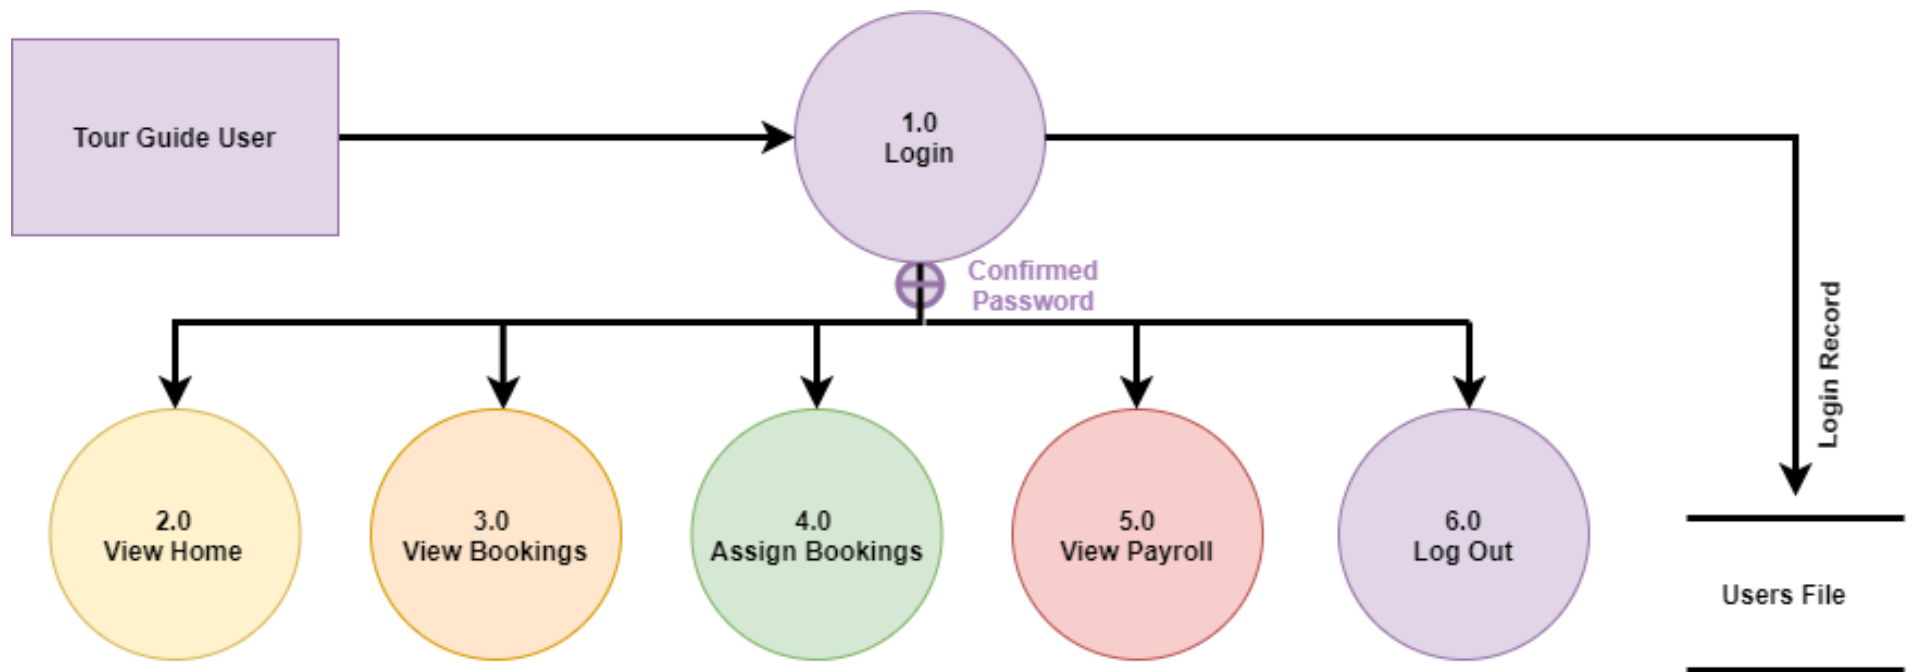 Tour Guide User
1.0
Login
Confirmed
Password
Login Record
2.0
View Home
3.0
View Bookings
4.0
Assign Bookings
5.0
View Payroll
6.0
Log Out
Users File